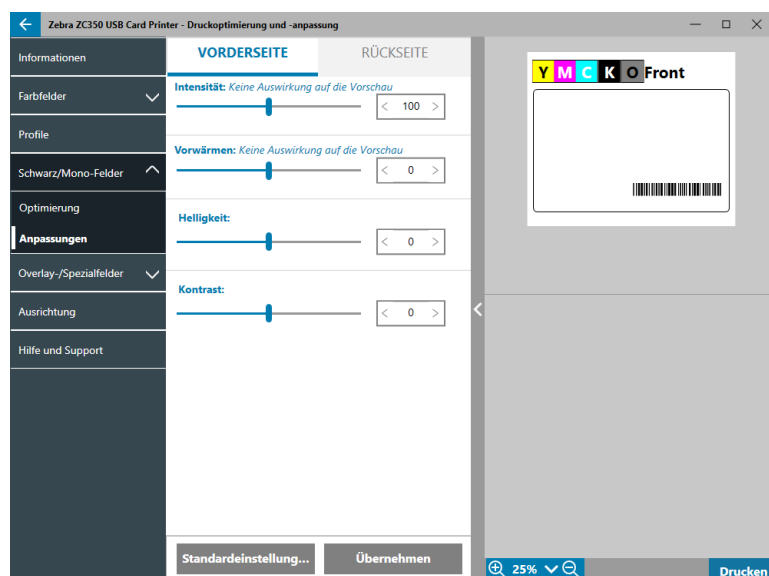 Zebra ZC350 USB Card Printer - Druckoptimierung und -anpassung
Informationen
Farbfelder
Profile
Schwarz/Mono-Felder
Optimierung
Anpassungen
Overlay-/Spezialfelder
Ausrichtung
Hilfe und Support
VORDERSEITE RÜCKSEITE
Intensität: Keine Auswirkung auf die Vorschau
< 100 >
Vorwärmen: Keine Auswirkung auf die Vorschau
< 0 >
Helligkeit:
< 0 >
Kontrast:
< 0 >
Standardeinstellung... Übernehmen
Y M C K O Front
25%
Drucken